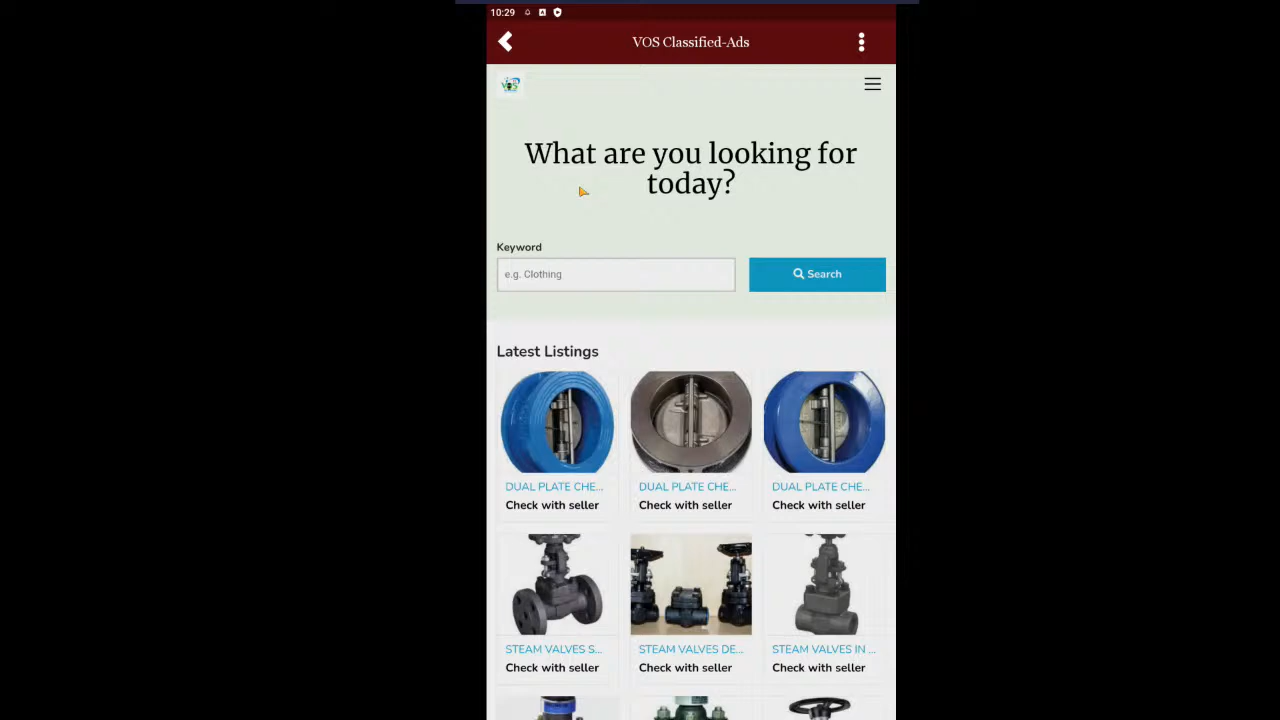 10:29
VOS Classified-Ads
VOS
What are you looking for
today?
Keyword
e.g. Clothing
Search
Latest Listings
DUAL PLATE CHE...
DUAL PLATE CHE...
DUAL PLATE CHE...
Check with seller
Check with seller
Check with seller
STEAM VALVES S...
STEAM VALVES DE...
STEAM VALVES IN ...
Check with seller
Check with seller
Check with seller